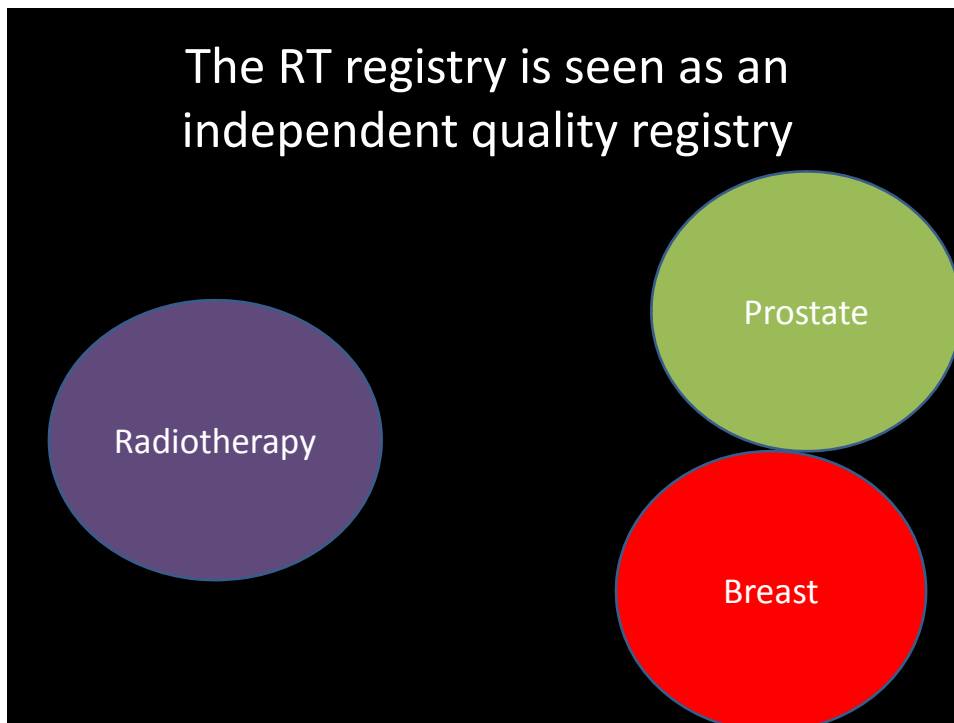 The RT registry is seen as an
independent quality registry
Prostate
Radiotherapy
Breast